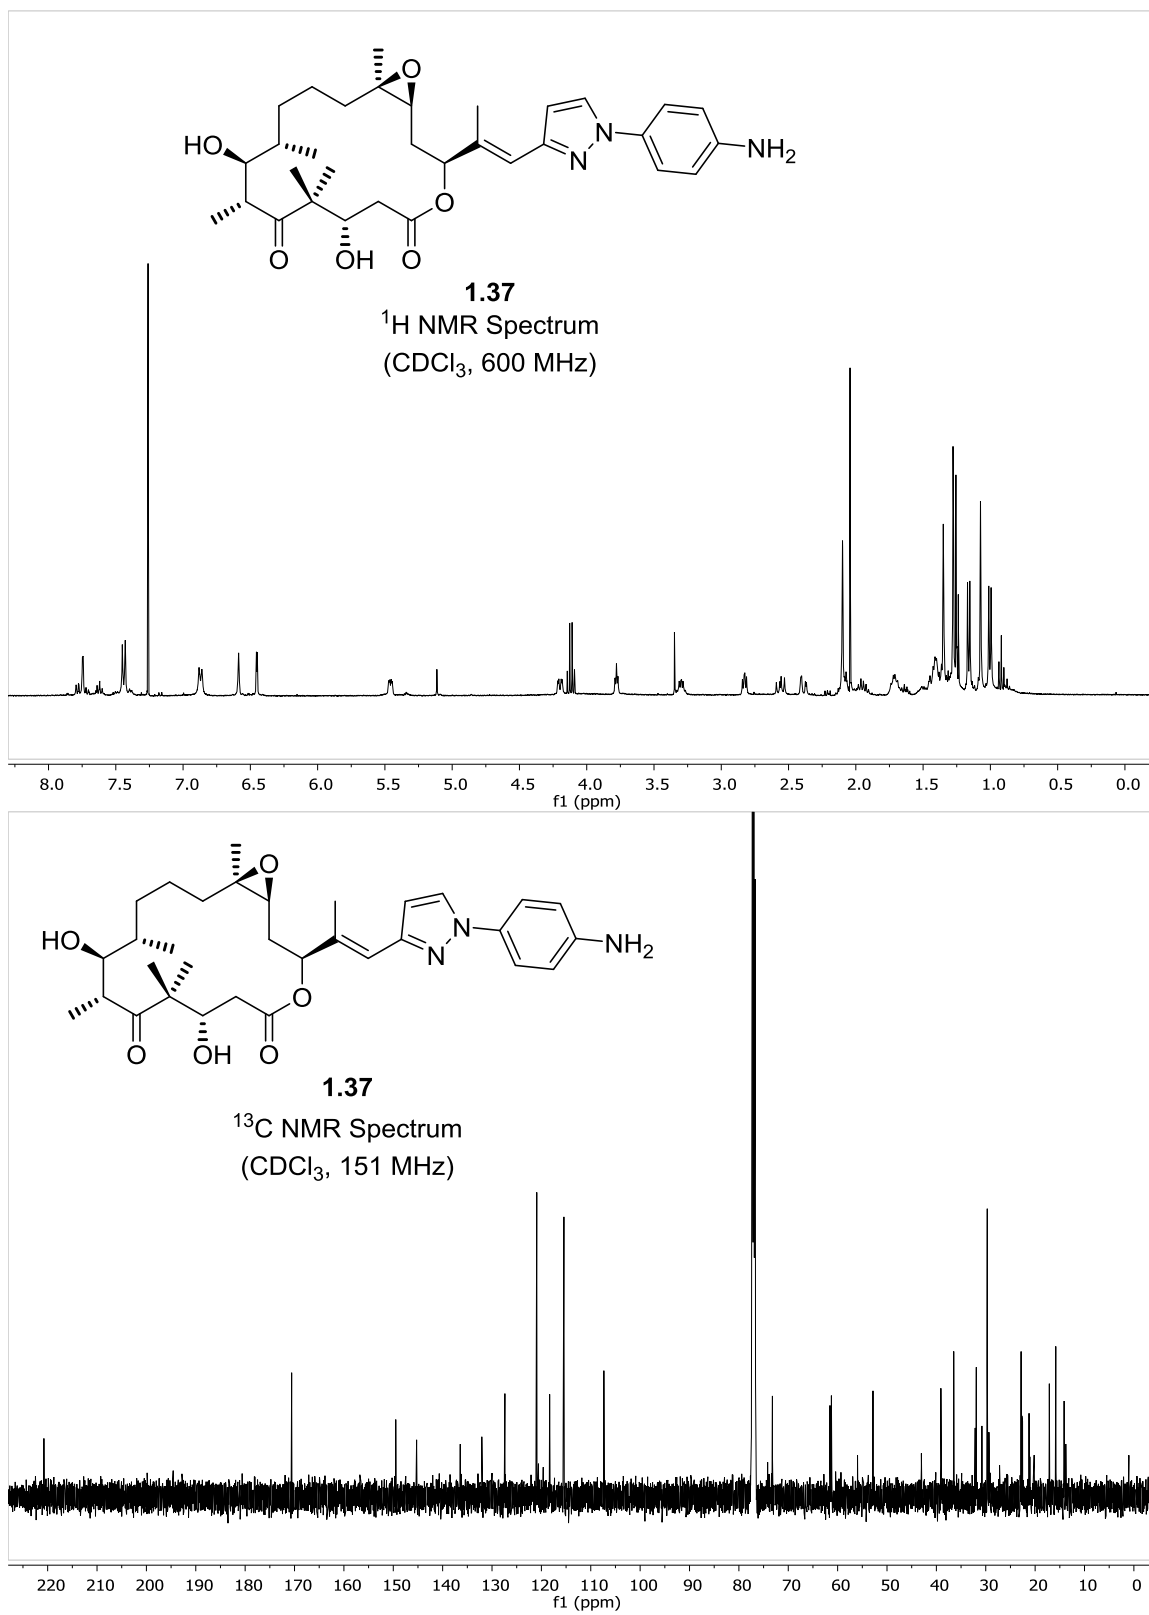 O
HO
N
N
NH₂
O
O
OH
O
1.37
¹H NMR Spectrum
(CDCl₃, 600 MHz)
8.0 7.5 7.0 6.5 6.0 5.5 5.0 4.5 4.0 3.5 3.0 2.5 2.0 1.5 1.0 0.5 0.0
f1 (ppm)
O
HO
N
N
NH₂
O
O
OH
O
1.37
¹³C NMR Spectrum
(CDCl₃, 151 MHz)
220 210 200 190 180 170 160 150 140 130 120 110 100 90 80 70 60 50 40 30 20 10 0
f1 (ppm)